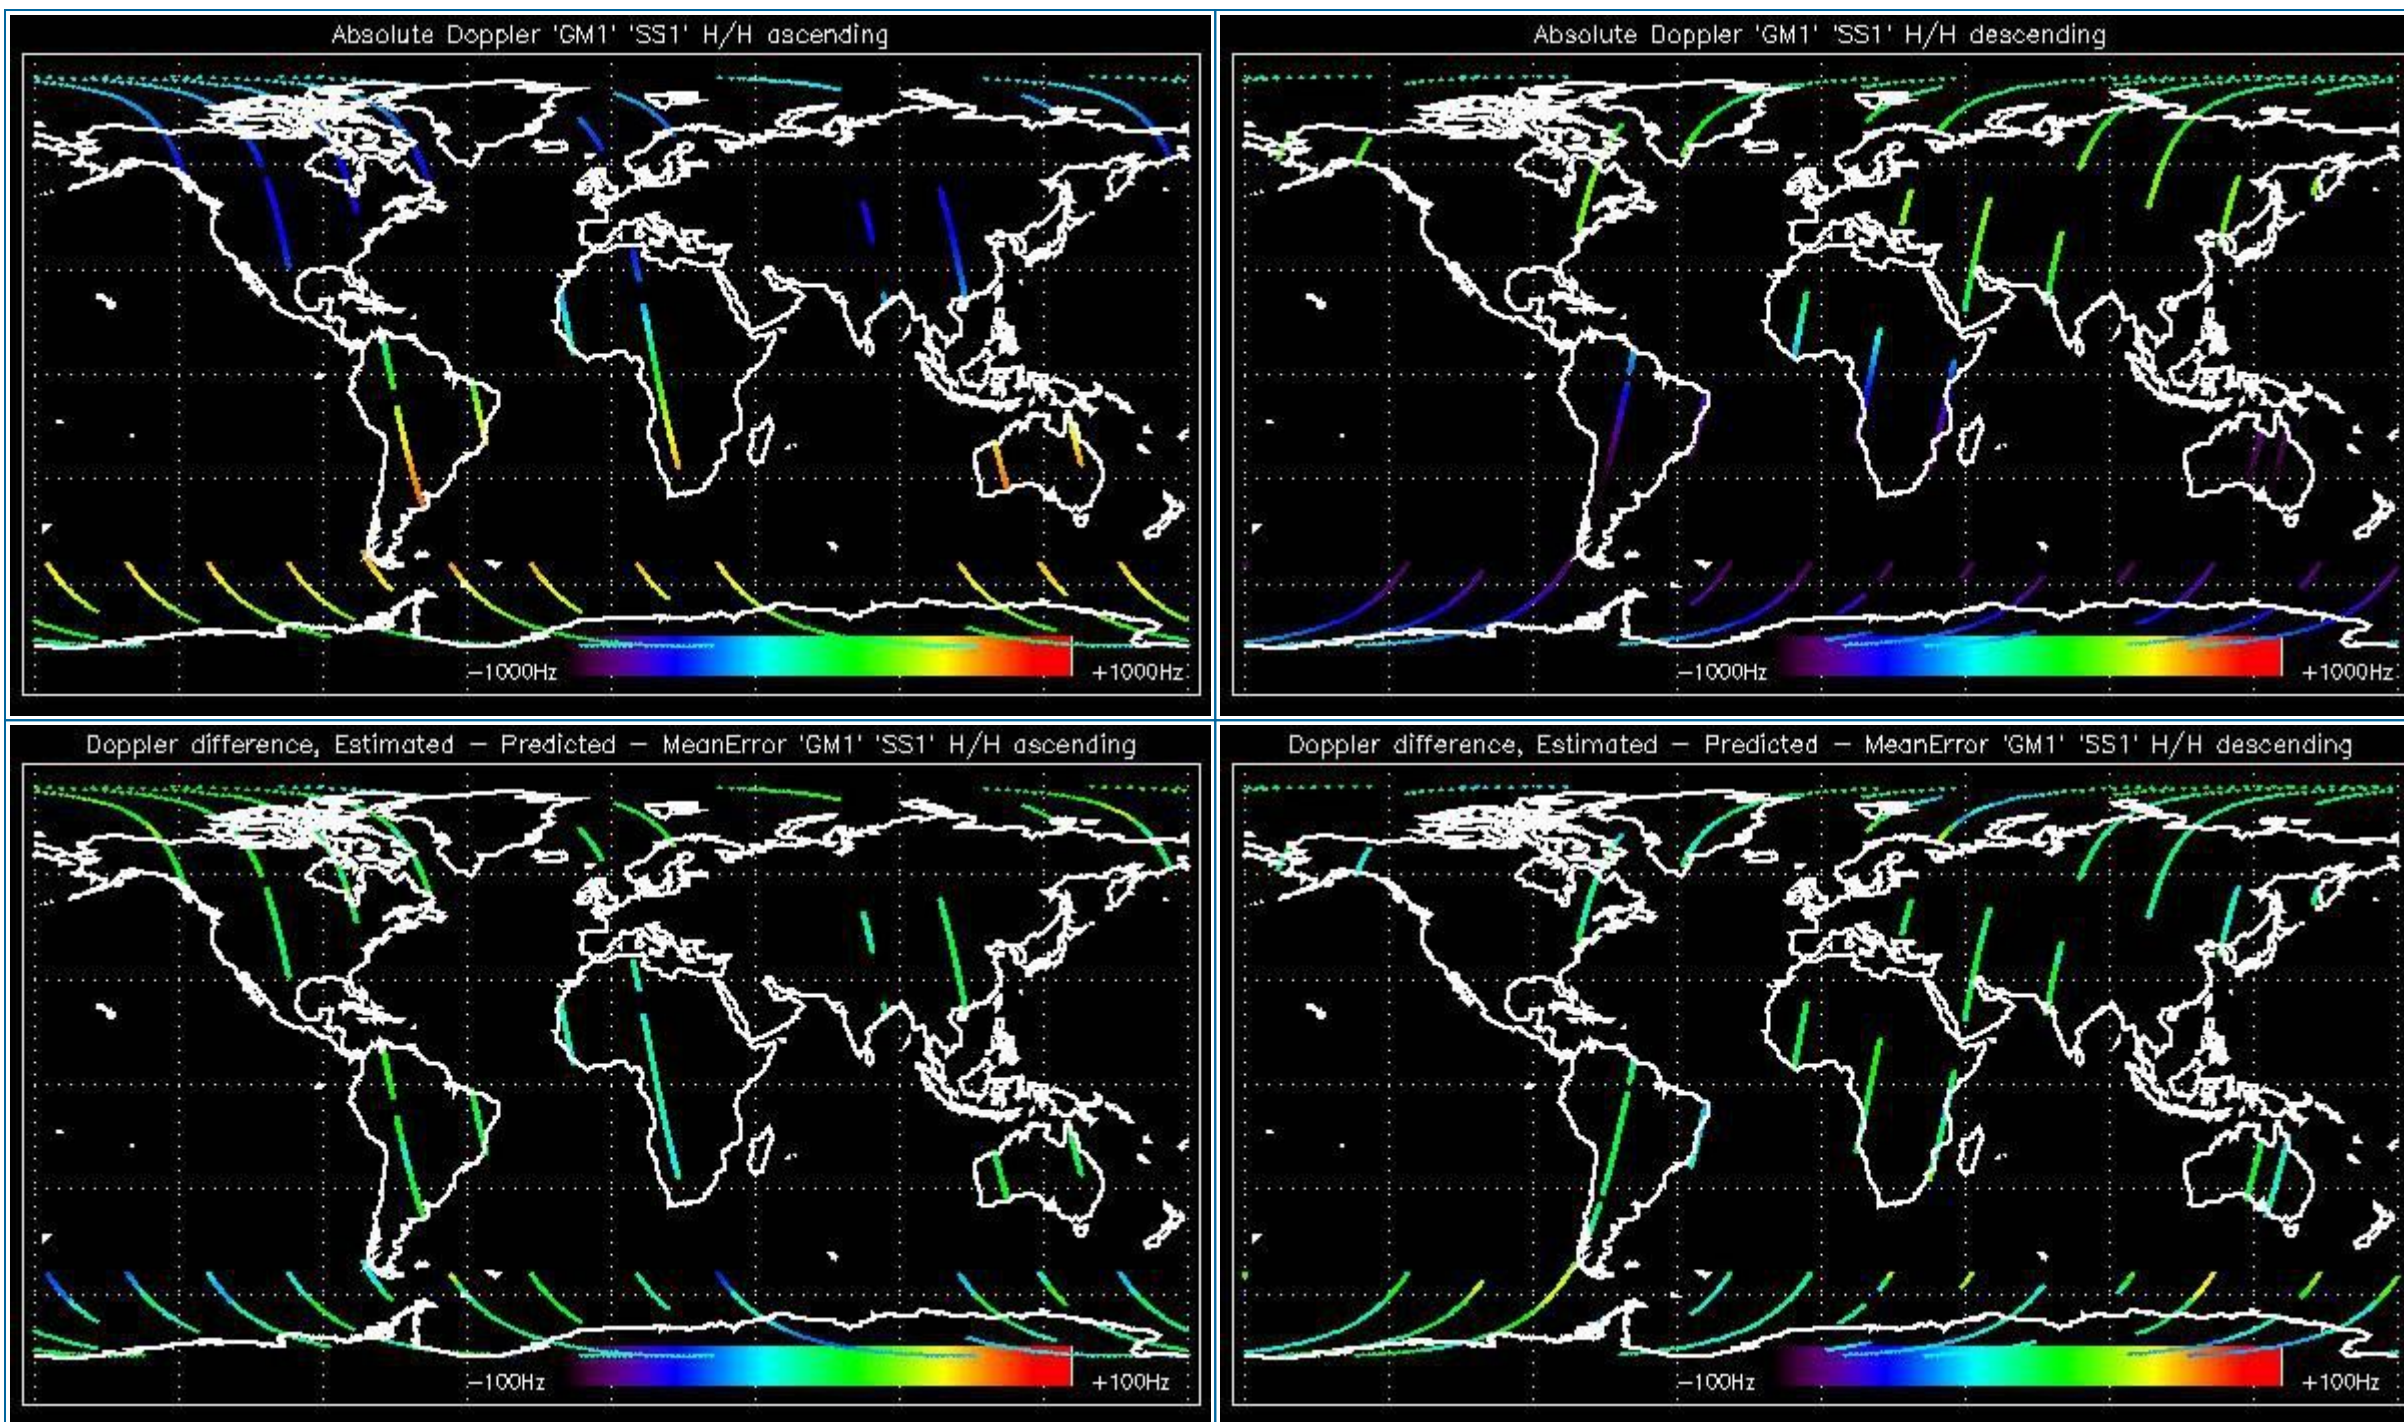 Absolute Doppler 'GM1' 'SS1' H/H ascending
−1000Hz
+1000Hz
Absolute Doppler 'GM1' 'SS1' H/H descending
−1000Hz
+1000Hz
Doppler difference, Estimated − Predicted − MeanError 'GM1' 'SS1' H/H ascending
−100Hz
+100Hz
Doppler difference, Estimated − Predicted − MeanError 'GM1' 'SS1' H/H descending
−100Hz
+100Hz